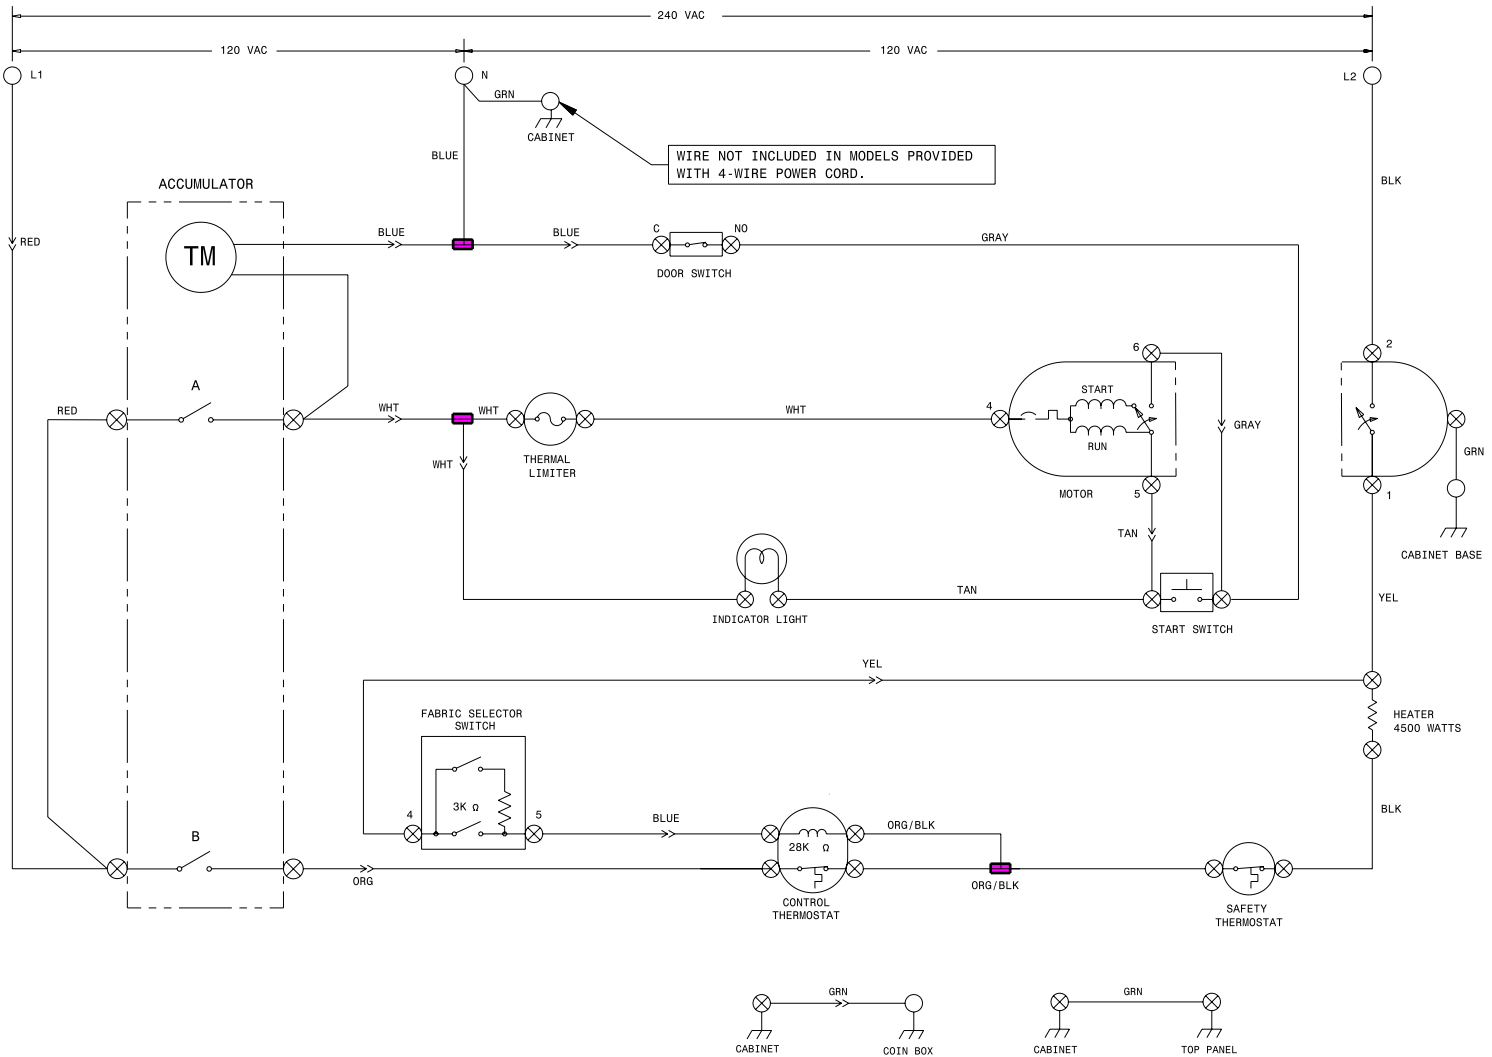 240 VAC
120 VAC
120 VAC
L1
N
L2
GRN
CABINET
BLUE
WIRE NOT INCLUDED IN MODELS PROVIDED
WITH 4-WIRE POWER CORD.
BLK
ACCUMULATOR
RED
TM
BLUE
BLUE
C
NO
DOOR SWITCH
GRAY
A
RED
WHT
WHT
WHT
THERMAL
LIMITER
WHT
4
6
START
RUN
MOTOR
5
GRAY
2
1
GRN
CABINET BASE
TAN
INDICATOR LIGHT
TAN
START SWITCH
YEL
YEL
FABRIC SELECTOR
SWITCH
HEATER
4500 WATTS
3K Ω
4
5
BLUE
ORG/BLK
28K Ω
BLK
B
ORG
ORG/BLK
CONTROL
THERMOSTAT
SAFETY
THERMOSTAT
GRN
CABINET
COIN BOX
GRN
CABINET
TOP PANEL